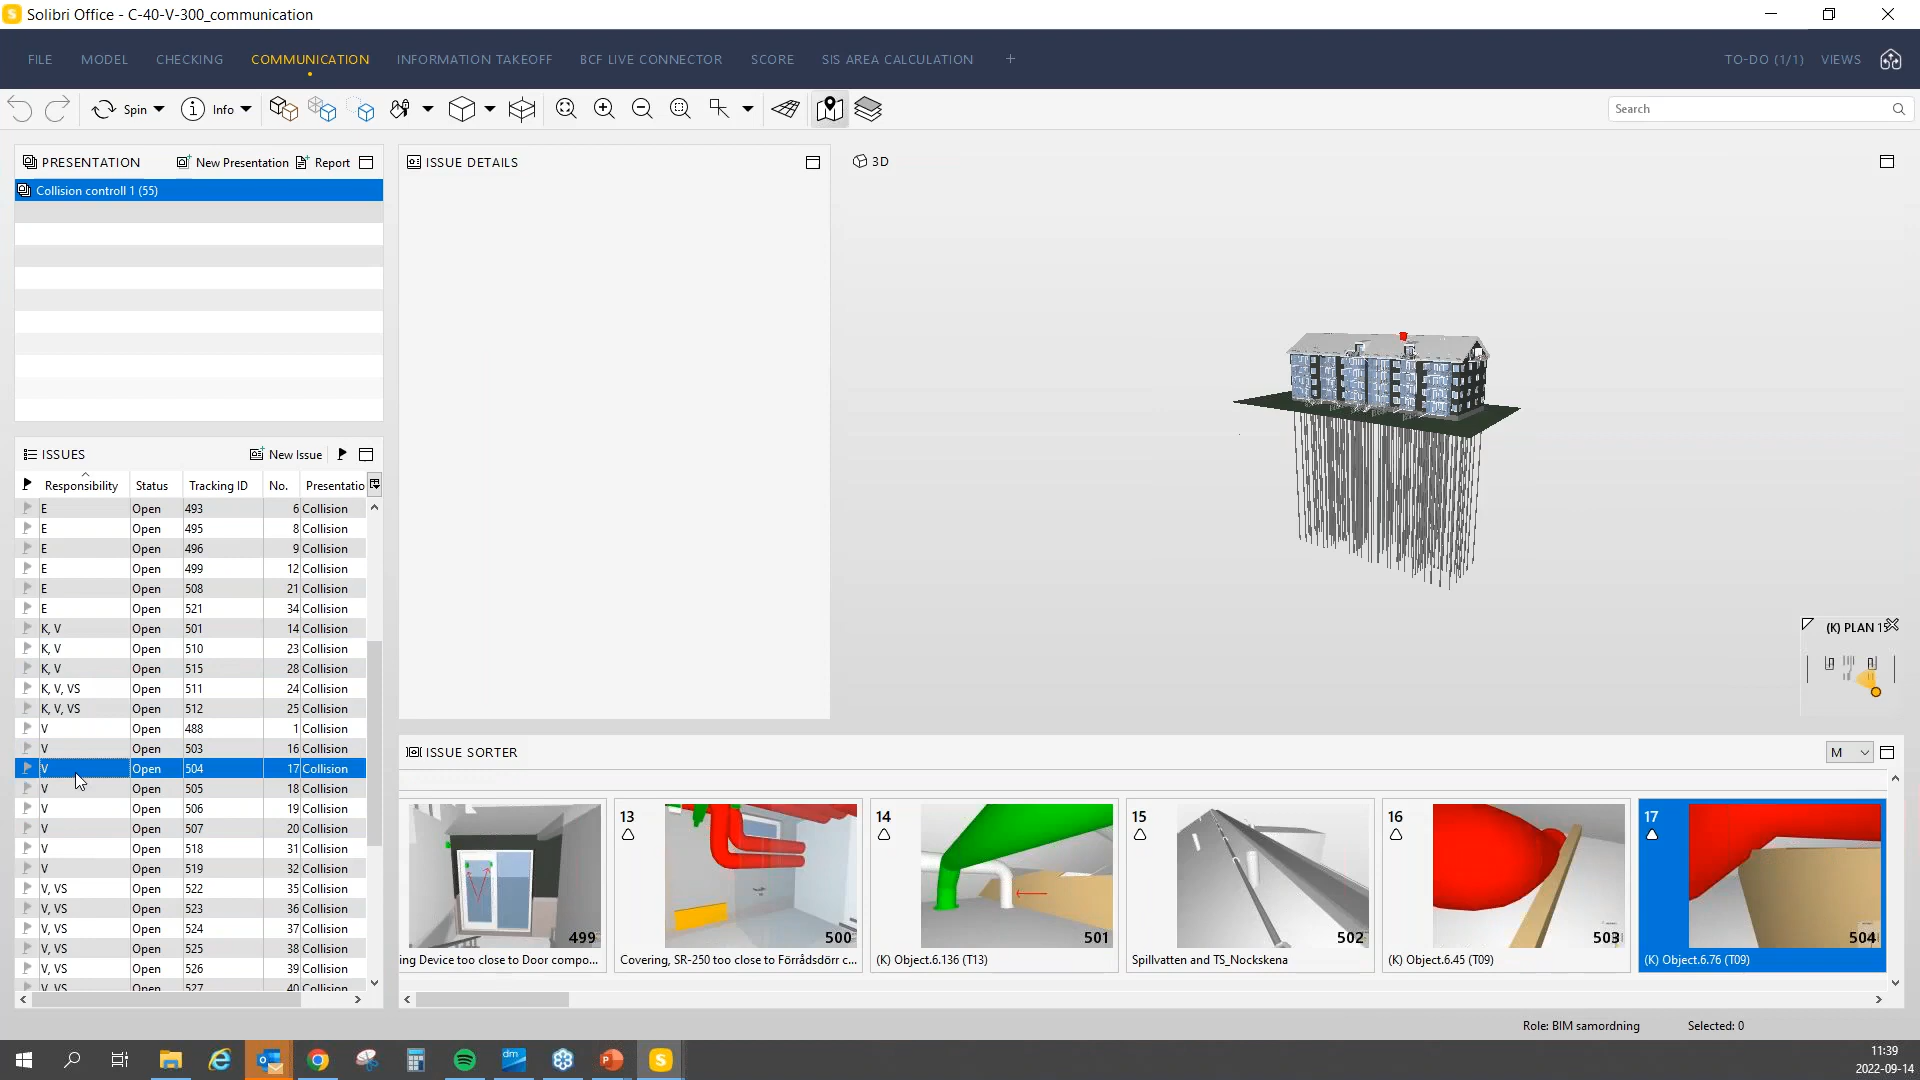 Solibri Office - C-40-V-300_communication
FILE MODEL CHECKING COMMUNICATION INFORMATION TAKEOFF BCF LIVE CONNECTOR SCORE SIS AREA CALCULATION + TO-DO (1/1) VIEWS
Spin Info Search
PRESENTATION New Presentation Report
Collision controll 1 (55)
ISSUE DETAILS
3D
ISSUES New Issue
Responsibility Status Tracking ID No. Presentatio
E Open 493 6 Collision
E Open 495 8 Collision
E Open 496 9 Collision
E Open 499 12 Collision
E Open 508 21 Collision
E Open 521 34 Collision
K, V Open 501 14 Collision
K, V Open 510 23 Collision
K, V Open 515 28 Collision
K, V, VS Open 511 24 Collision
K, V, VS Open 512 25 Collision
V Open 488 1 Collision
V Open 503 16 Collision
V Open 504 17 Collision
V Open 505 18 Collision
V Open 506 19 Collision
V Open 507 20 Collision
V Open 518 31 Collision
V Open 519 32 Collision
V, VS Open 522 35 Collision
V, VS Open 523 36 Collision
V, VS Open 524 37 Collision
V, VS Open 525 38 Collision
V, VS Open 526 39 Collision
V, VS Open 527 40 Collision
(K) PLAN 15
ISSUE SORTER M
13 14 15 16 17
499 500 501 502 503 504
ing Device too close to Door compo... Covering, SR-250 too close to Förrådsdörr c... (K) Object.6.136 (T13) Spillvatten and TS_Nockskena (K) Object.6.45 (T09) (K) Object.6.76 (T09)
Role: BIM samordning Selected: 0
dm
11:39
2022-09-14